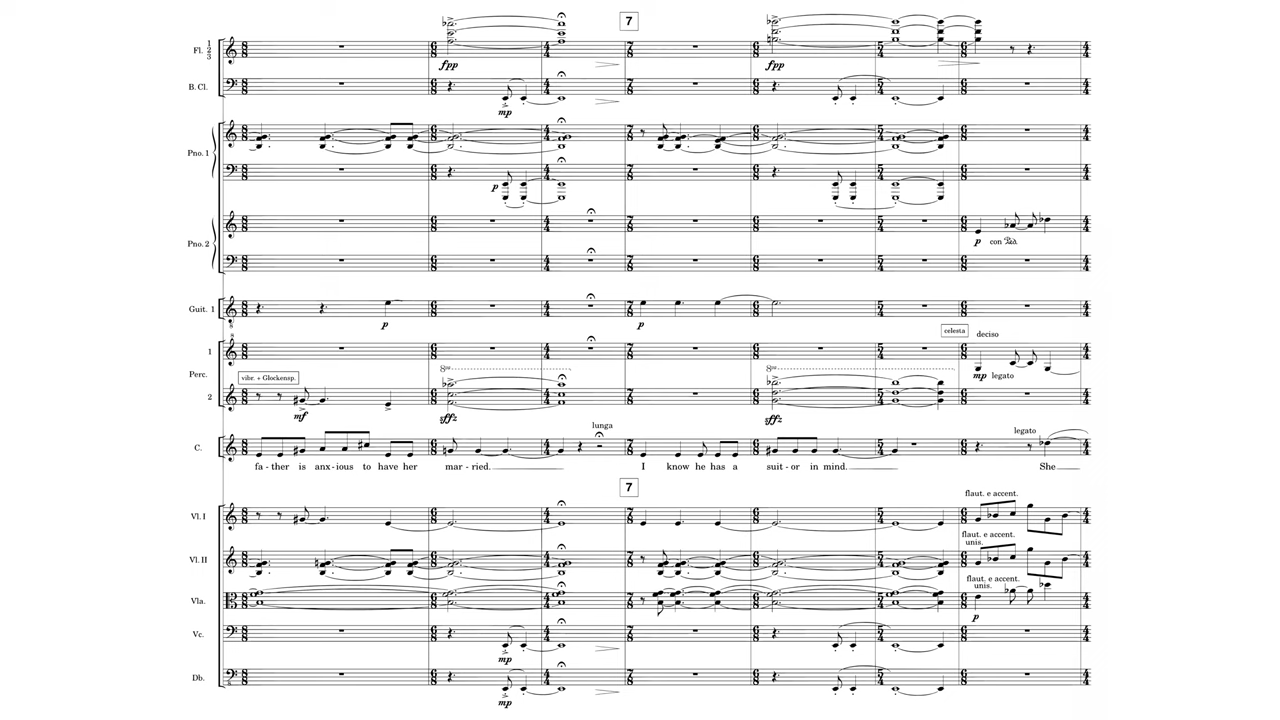 7
Fl. 1 2 3
fpp fpp
B. Cl.
mp
Pno. 1
p
Pno. 2
p con Ped.
Guit. 1
p p
celesta deciso
I
mp legato
Perc.
vibr. + Glockensp. 8va 8va
2
mf sffz sffz
lunga legato
C.
fa - ther is anx - ious to have her mar - ried. I know he has a suit - or in mind. She
7
flaut. e accent.
Vl. I
flaut. e accent.
unis.
Vl. II
flaut. e accent.
unis.
Vla.
p
Vc.
mp
Db.
mp